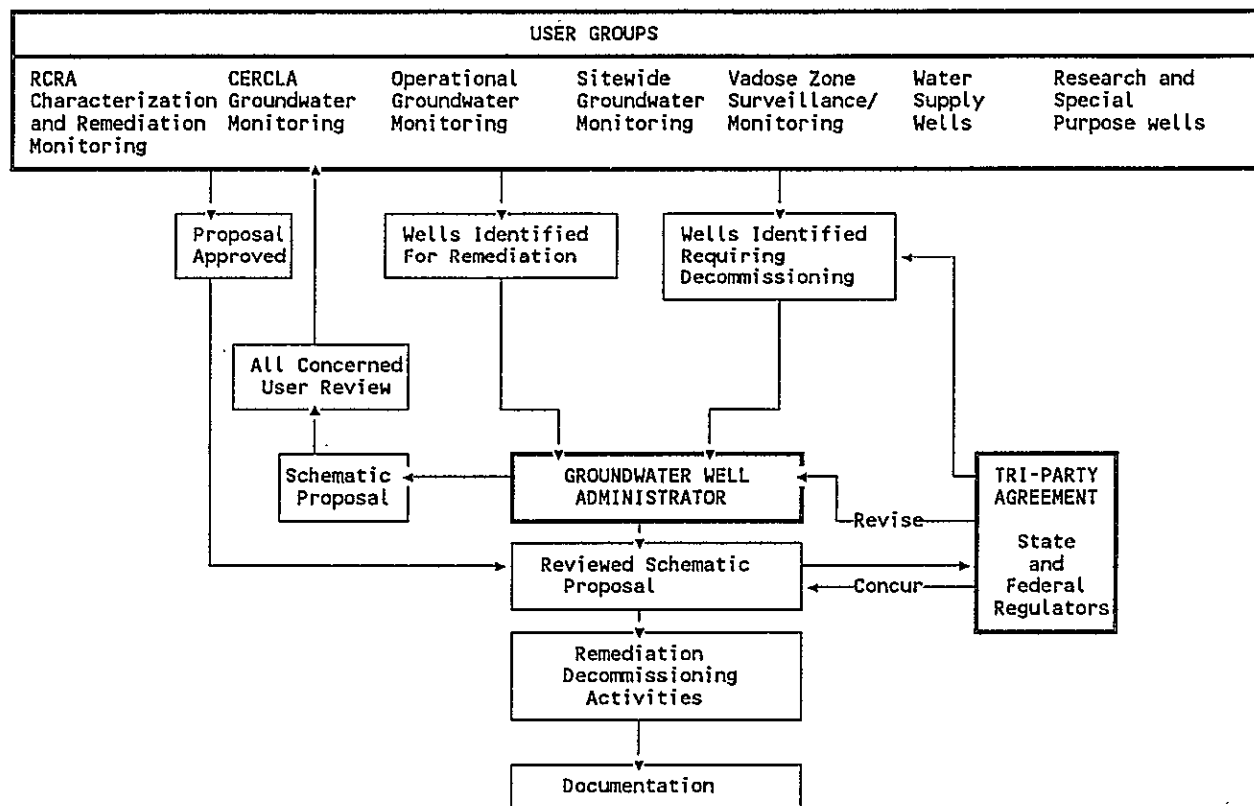 USER GROUPS
RCRA
Characterization
and Remediation
Monitoring
CERCLA
Groundwater
Monitoring
Operational
Groundwater
Monitoring
Sitewide
Groundwater
Monitoring
Vadose Zone
Surveillance/
Monitoring
Water
Supply
Wells
Research and
Special
Purpose wells
Proposal
Approved
Wells Identified
For Remediation
Wells Identified
Requiring
Decommissioning
All Concerned
User Review
Schematic
Proposal
GROUNDWATER WELL
ADMINISTRATOR
TRI-PARTY
AGREEMENT
State
and
Federal
Regulators
Revise
Reviewed Schematic
Proposal
Concur
Remediation
Decommissioning
Activities
Documentation